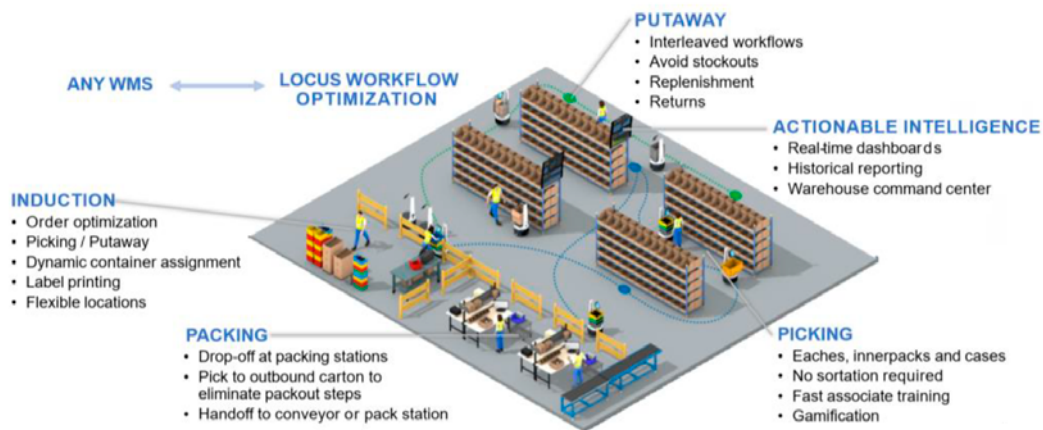 PUTAWAY
• Interleaved workflows
• Avoid stockouts
• Replenishment
• Returns
ANY WMS
LOCUS WORKFLOW
OPTIMIZATION
ACTIONABLE INTELLIGENCE
• Real-time dashboards
• Historical reporting
• Warehouse command center
INDUCTION
• Order optimization
• Picking / Putaway
• Dynamic container assignment
• Label printing
• Flexible locations
PACKING
• Drop-off at packing stations
• Pick to outbound carton to
eliminate packout steps
• Handoff to conveyor or pack station
PICKING
• Eaches, innerpacks and cases
• No sortation required
• Fast associate training
• Gamification